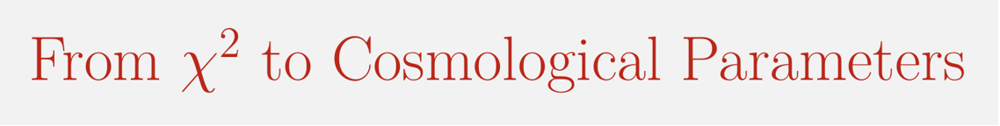 From χ² to Cosmological Parameters